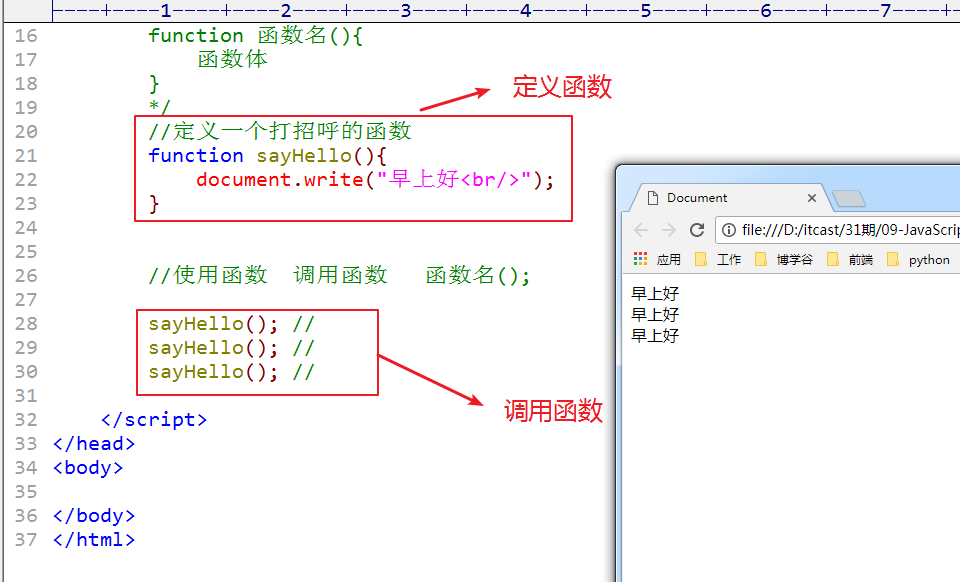 |----+----1----+----2----+----3----+----4----+----5----+----6----+----7----+
16 function 函数名(){
17 函数体
18 }
19 */
20 //定义一个打招呼的函数
21 function sayHello(){
22 document.write("早上好<br/>");
23 }
24
25
26 //使用函数 调用函数 函数名();
27
28 sayHello(); //
29 sayHello(); //
30 sayHello(); //
31
32 </script>
33 </head>
34 <body>
35
36 </body>
37 </html>
定义函数
调用函数
Document
file:///D:/itcast/31期/09-JavaScrip
应用 工作 博学谷 前端 python
早上好
早上好
早上好